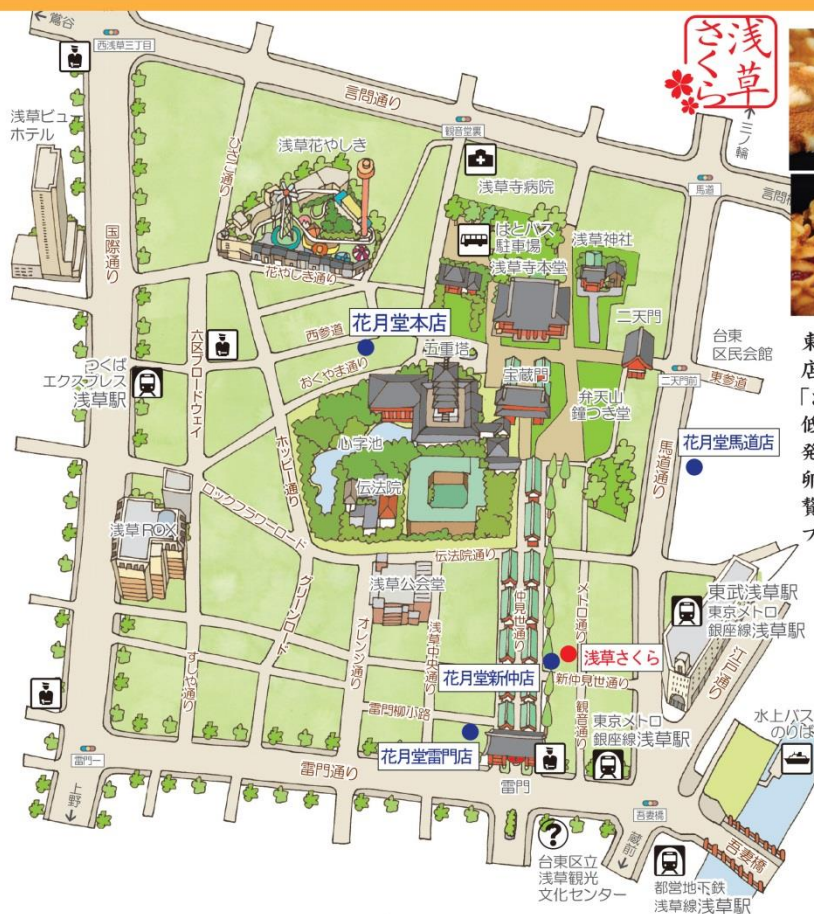 鶯谷
西浅草三丁目
浅草
さくら
言問通り
観音堂裏
三ノ輪
馬道
言問
浅草ビュー
ホテル
ひさご通り
浅草花やしき
浅草寺病院
国際通り
はとバス
駐車場
浅草神社
浅草寺本堂
花やしき通り
二天門
花月堂本店
西参道
五重塔
台東
区民会館
六区ブロードウェイ
おくやま通り
宝蔵門
二天門前
東参道
つくば
エクスプレス
浅草駅
弁天山
鐘つき堂
花月堂馬道店
馬道通り
ホッピー通り
心字池
伝法院
ロックフラワーロード
浅草ROX
伝法院通り
浅草公会堂
グリーンロード
オレンジ通り
浅草中央通り
仲見世通り
メトロ通り
東武浅草駅
東京メトロ
銀座線浅草駅
江戸通り
浅草さくら
花月堂新仲店
新仲見世通り
すしや通り
雷門柳小路
観音通り
東京メトロ
銀座線浅草駅
水上バス
のりば
花月堂雷門店
雷門一
雷門通り
雷門
上野
吾妻橋
蔵前
吾妻橋
?
台東区立
浅草観光
文化センター
都営地下鉄
浅草線浅草駅